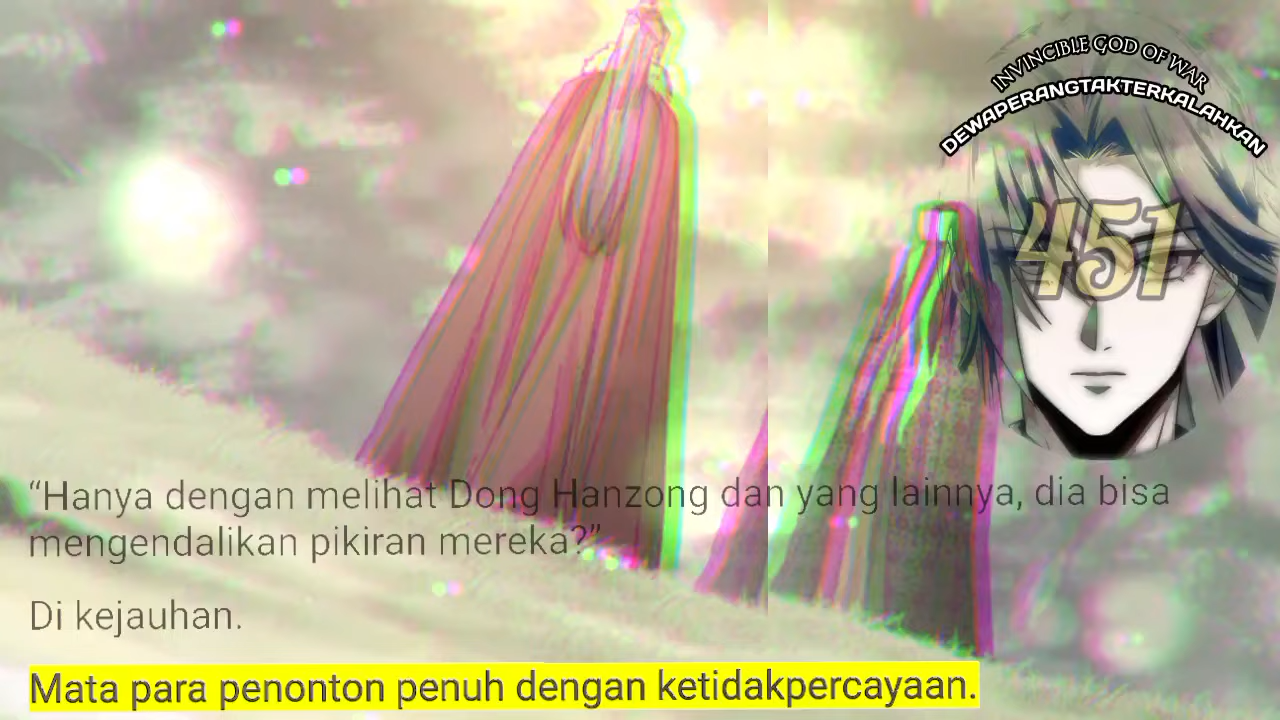 INVINCIBLE GOD OF WAR
DEWAPERANGTAKTERKALAHKAN
451
“Hanya dengan melihat Dong Hanzong dan yang lainnya, dia bisa
mengendalikan pikiran mereka?”
Di kejauhan.
Mata para penonton penuh dengan ketidakpercayaan.